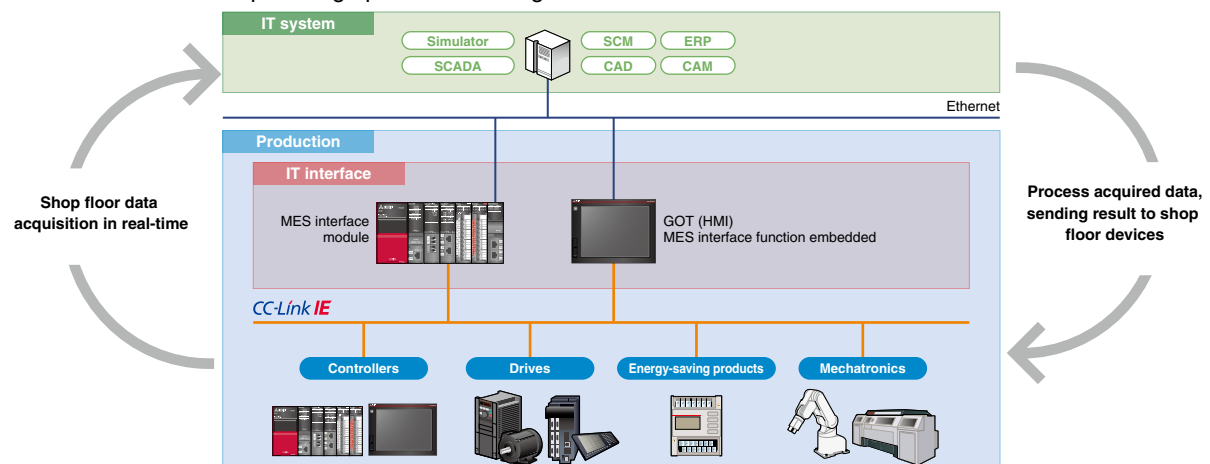 IT system
Simulator
SCM
ERP
SCADA
CAD
CAM
Ethernet
Production
IT interface
Shop floor data
acquisition in real-time
MES interface
module
GOT (HMI)
MES interface function embedded
Process acquired data,
sending result to shop
floor devices
CC-Link IE
Controllers
Drives
Energy-saving products
Mechatronics